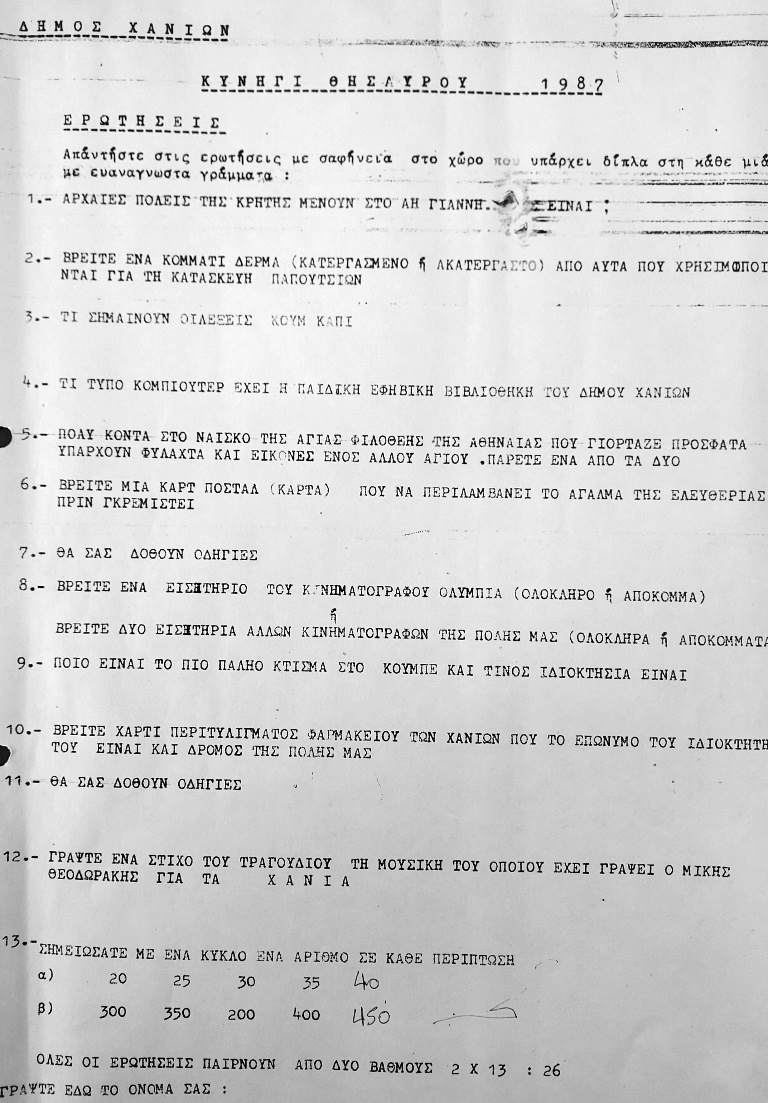 ΔΗΜΟΣ ΧΑΝΙΩΝ
ΚΥΝΗΓΙ ΘΗΣΑΥΡΟΥ 1987
ΕΡΩΤΗΣΕΙΣ
Απάντήστε στις ερωτήσεις με σαφήνεια στο χώρο που υπάρχει δίπλα στη κάθε μιά
με ευαναγνωστα γράμματα :
1.- ΑΡΧΑΙΕΣ ΠΟΛΕΙΣ ΤΗΣ ΚΡΗΤΗΣ ΜΕΝΟΥΝ ΣΤΟ ΑΗ ΓΙΑΝΝΗ. ΕΙΝΑΙ ;
2.- ΒΡΕΙΤΕ ΕΝΑ ΚΟΜΜΑΤΙ ΔΕΡΜΑ (ΚΑΤΕΡΓΑΣΜΕΝΟ ή ΑΚΑΤΕΡΓΑΣΤΟ) ΑΠΟ ΑΥΤΑ ΠΟΥ ΧΡΗΣΙΜΟΠΟΙ
ΝΤΑΙ ΓΙΑ ΤΗ ΚΑΤΑΣΚΕΥΗ ΠΑΠΟΥΤΣΙΩΝ
3.- ΤΙ ΣΗΜΑΙΝΟΥΝ ΟΙΛΕΞΕΙΣ ΚΟΥΜ ΚΑΠΙ
4.- ΤΙ ΤΥΠΟ ΚΟΜΠΙΟΥΤΕΡ ΕΧΕΙ Η ΠΑΙΔΙΚΗ ΕΦΗΒΙΚΗ ΒΙΒΛΙΟΘΗΚΗ ΤΟΥ ΔΗΜΟΥ ΧΑΝΙΩΝ
5.- ΠΟΛΥ ΚΟΝΤΑ ΣΤΟ ΝΑΙΣΚΟ ΤΗΣ ΑΓΙΑΣ ΦΙΛΟΘΕΗΣ ΤΗΣ ΑΘΗΝΑΙΑΣ ΠΟΥ ΓΙΟΡΤΑΖΕ ΠΡΟΣΦΑΤΑ
ΥΠΑΡΧΟΥΝ ΦΥΛΑΧΤΑ ΚΑΙ ΕΙΚΟΝΕΣ ΕΝΟΣ ΑΛΛΟΥ ΑΓΙΟΥ .ΠΑΡΕΤΕ ΕΝΑ ΑΠΟ ΤΑ ΔΥΟ
6.- ΒΡΕΙΤΕ ΜΙΑ ΚΑΡΤ ΠΟΣΤΑΛ (ΚΑΡΤΑ) ΠΟΥ ΝΑ ΠΕΡΙΛΑΜΒΑΝΕΙ ΤΟ ΑΓΑΛΜΑ ΤΗΣ ΕΛΕΥΘΕΡΙΑΣ
ΠΡΙΝ ΓΚΡΕΜΙΣΤΕΙ
7.- ΘΑ ΣΑΣ ΔΟΘΟΥΝ ΟΔΗΓΙΕΣ
8.- ΒΡΕΙΤΕ ΕΝΑ ΕΙΣΗΤΗΡΙΟ ΤΟΥ ΚΙΝΗΜΑΤΟΓΡΑΦΟΥ ΟΛΥΜΠΙΑ (ΟΛΟΚΛΗΡΟ ή ΑΠΟΚΟΜΜΑ)
ή
ΒΡΕΙΤΕ ΔΥΟ ΕΙΣΗΤΗΡΙΑ ΑΛΛΩΝ ΚΙΝΗΜΑΤΟΓΡΑΦΩΝ ΤΗΣ ΠΟΛΗΣ ΜΑΣ (ΟΛΟΚΛΗΡΑ ή ΑΠΟΚΟΜΜΑΤΑ
9.- ΠΟΙΟ ΕΙΝΑΙ ΤΟ ΠΙΟ ΠΑΛΗΟ ΚΤΙΣΜΑ ΣΤΟ ΚΟΥΜΠΕ ΚΑΙ ΤΙΝΟΣ ΙΔΙΟΚΤΗΣΙΑ ΕΙΝΑΙ
10.- ΒΡΕΙΤΕ ΧΑΡΤΙ ΠΕΡΙΤΥΛΙΓΜΑΤΟΣ ΦΑΡΜΑΚΕΙΟΥ ΤΩΝ ΧΑΝΙΩΝ ΠΟΥ ΤΟ ΕΠΩΝΥΜΟ ΤΟΥ ΙΔΙΟΚΤΗΤΗ
ΤΟΥ ΕΙΝΑΙ ΚΑΙ ΔΡΟΜΟΣ ΤΗΣ ΠΟΛΗΣ ΜΑΣ
11.- ΘΑ ΣΑΣ ΔΟΘΟΥΝ ΟΔΗΓΙΕΣ
12.- ΓΡΑΨΤΕ ΕΝΑ ΣΤΙΧΟ ΤΟΥ ΤΡΑΓΟΥΔΙΟΥ ΤΗ ΜΟΥΣΙΚΗ ΤΟΥ ΟΠΟΙΟΥ ΕΧΕΙ ΓΡΑΨΕΙ Ο ΜΙΚΗΣ
ΘΕΟΔΩΡΑΚΗΣ ΓΙΑ ΤΑ ΧΑΝΙΑ
13.- ΣΗΜΕΙΩΣΑΤΕ ΜΕ ΕΝΑ ΚΥΚΛΟ ΕΝΑ ΑΡΙΘΜΟ ΣΕ ΚΑΘΕ ΠΕΡΙΠΤΩΣΗ
α) 20 25 30 35 40
β) 300 350 200 400 450
ΟΛΕΣ ΟΙ ΕΡΩΤΗΣΕΙΣ ΠΑΙΡΝΟΥΝ ΑΠΟ ΔΥΟ ΒΑΘΜΟΥΣ 2 Χ 13 : 26
ΓΡΑΨΤΕ ΕΔΩ ΤΟ ΟΝΟΜΑ ΣΑΣ :